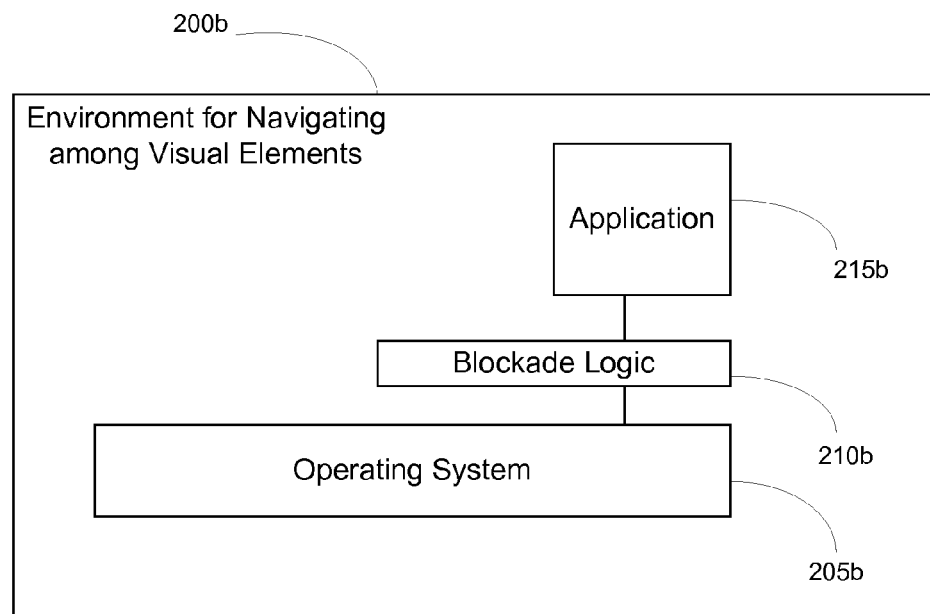 200b
Environment for Navigating
among Visual Elements
Application
215b
Blockade Logic
210b
Operating System
205b